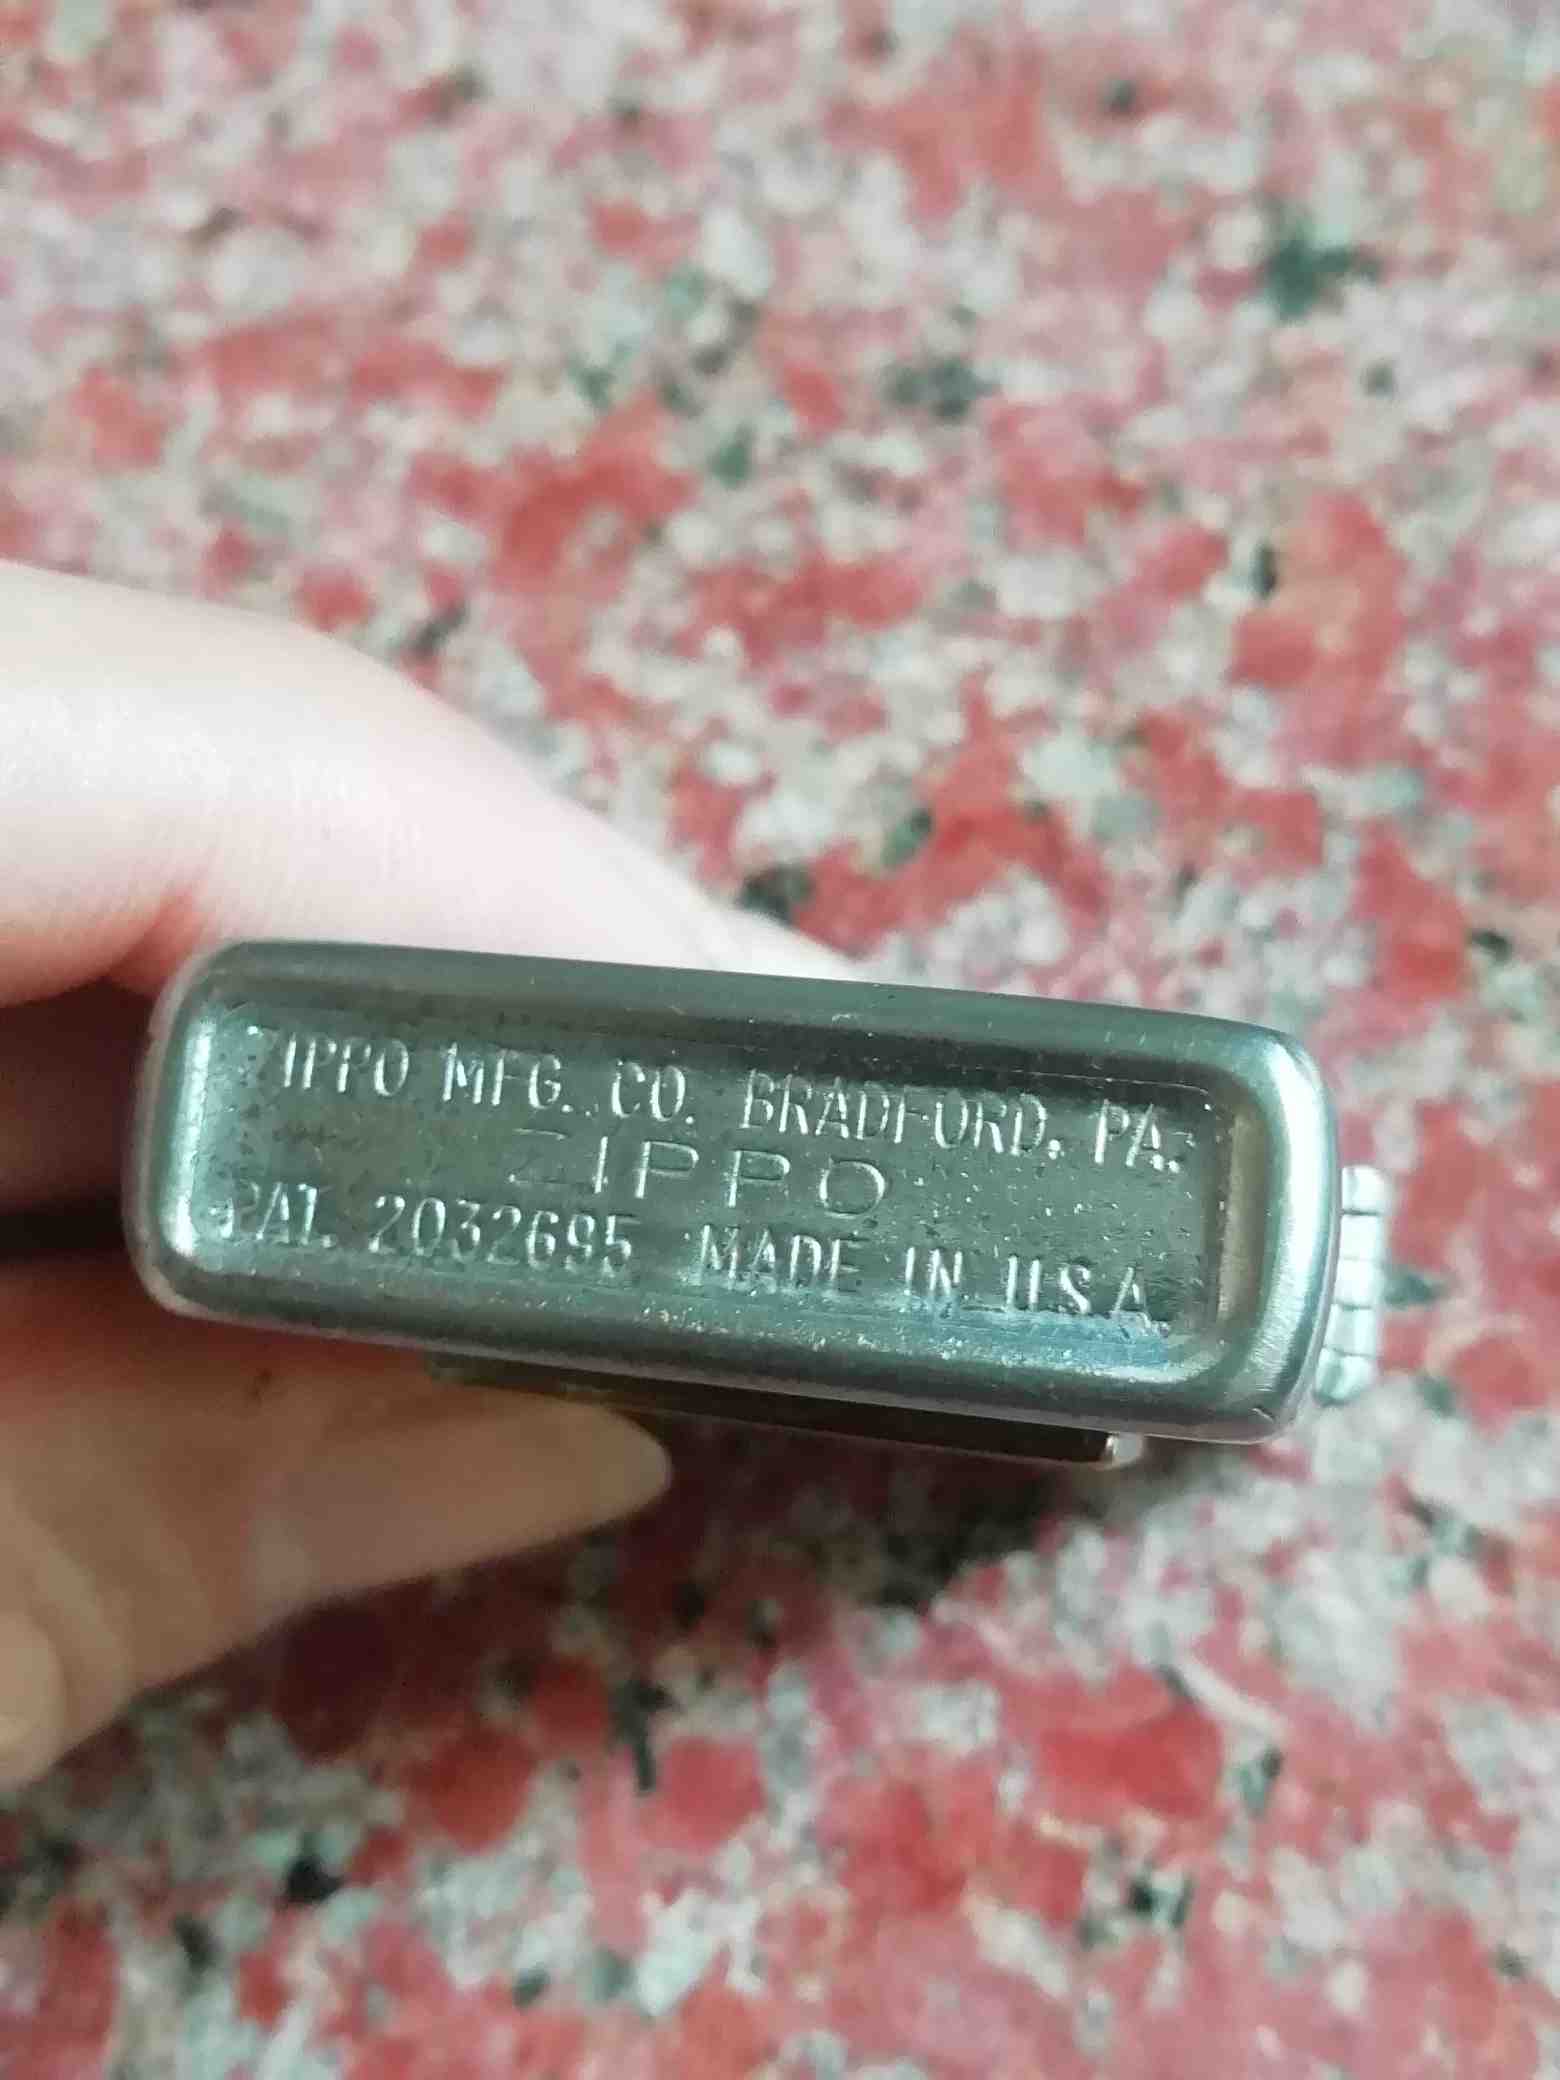 ZIPPO MFG. CO. BRADFORD. PA.
ZIPPO
PAT. 2032695 MADE IN U.S.A.